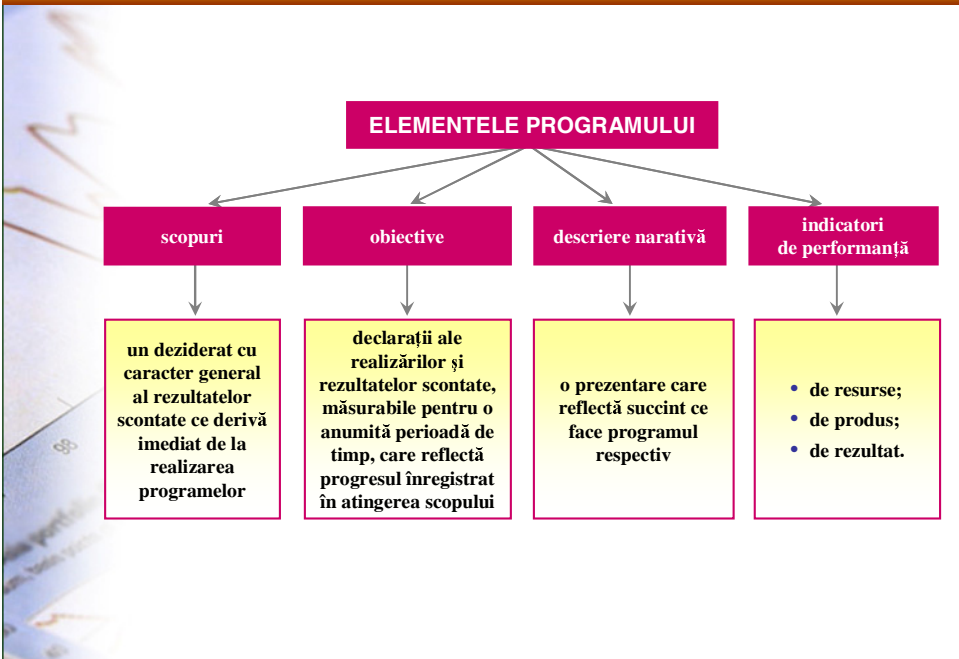 ELEMENTELE PROGRAMULUI
scopuri
obiective
descriere narativă
indicatori
de performanță
un deziderat cu
caracter general
al rezultatelor
scontate ce derivă
imediat de la
realizarea
programelor
declarații ale
realizărilor și
rezultatelor scontate,
măsurabile pentru o
anumită perioadă de
timp, care reflectă
progresul înregistrat
în atingerea scopului
o prezentare care
reflectă succint ce
face programul
respectiv
• de resurse;
• de produs;
• de rezultat.
98